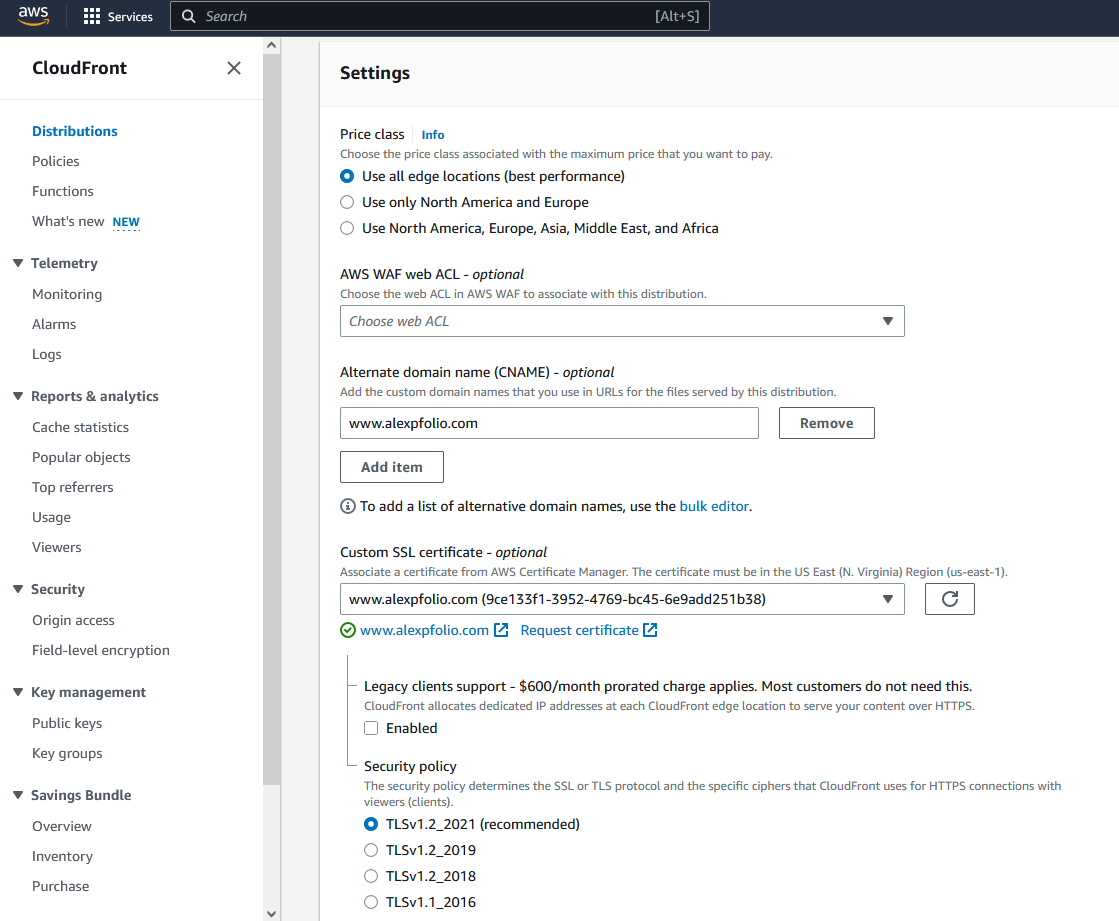 aws
Services
Search
[Alt+S]
CloudFront
Distributions
Policies
Functions
What's new NEW
Telemetry
Monitoring
Alarms
Logs
Reports & analytics
Cache statistics
Popular objects
Top referrers
Usage
Viewers
Security
Origin access
Field-level encryption
Key management
Public keys
Key groups
Savings Bundle
Overview
Inventory
Purchase
Settings
Price class Info
Choose the price class associated with the maximum price that you want to pay.
Use all edge locations (best performance)
Use only North America and Europe
Use North America, Europe, Asia, Middle East, and Africa
AWS WAF web ACL - optional
Choose the web ACL in AWS WAF to associate with this distribution.
Choose web ACL
Alternate domain name (CNAME) - optional
Add the custom domain names that you use in URLs for the files served by this distribution.
www.alexpfolio.com
Remove
Add item
To add a list of alternative domain names, use the bulk editor.
Custom SSL certificate - optional
Associate a certificate from AWS Certificate Manager. The certificate must be in the US East (N. Virginia) Region (us-east-1).
www.alexpfolio.com (9ce133f1-3952-4769-bc45-6e9add251b38)
www.alexpfolio.com Request certificate
Legacy clients support - $600/month prorated charge applies. Most customers do not need this.
CloudFront allocates dedicated IP addresses at each CloudFront edge location to serve your content over HTTPS.
Enabled
Security policy
The security policy determines the SSL or TLS protocol and the specific ciphers that CloudFront uses for HTTPS connections with
viewers (clients).
TLSv1.2_2021 (recommended)
TLSv1.2_2019
TLSv1.2_2018
TLSv1.1_2016